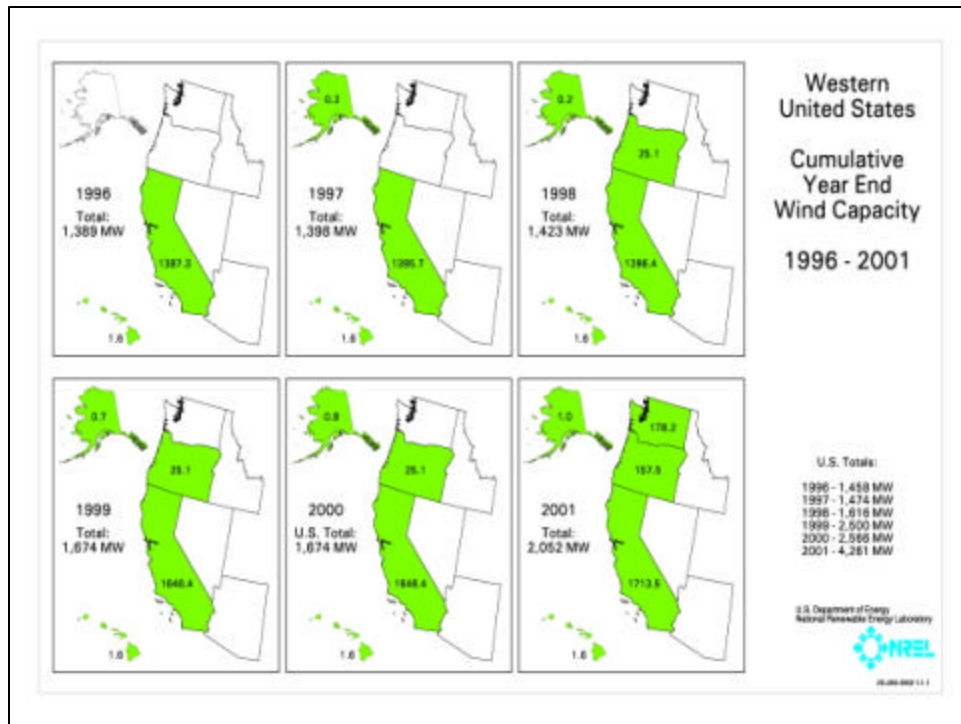 Western
United States
Cumulative
Year End
Wind Capacity
1996 - 2001
1996
Total:
1,389 MW
1.6
0.2
1997
Total:
1,398 MW
1395.7
1.6
0.2
25.1
1998
Total:
1,423 MW
1396.4
1.6
0.7
25.1
1999
Total:
1,674 MW
1646.4
1.6
0.8
25.1
2000
U.S. Total:
1,674 MW
1646.4
1.6
1.0
178.2
157.5
2001
Total:
2,052 MW
1713.5
1.6
U.S. Totals:
1996 - 1,458 MW
1997 - 1,474 MW
1998 - 1,616 MW
1999 - 2,500 MW
2000 - 2,566 MW
2001 - 4,261 MW
U.S. Department of Energy
National Renewable Energy Laboratory
NREL